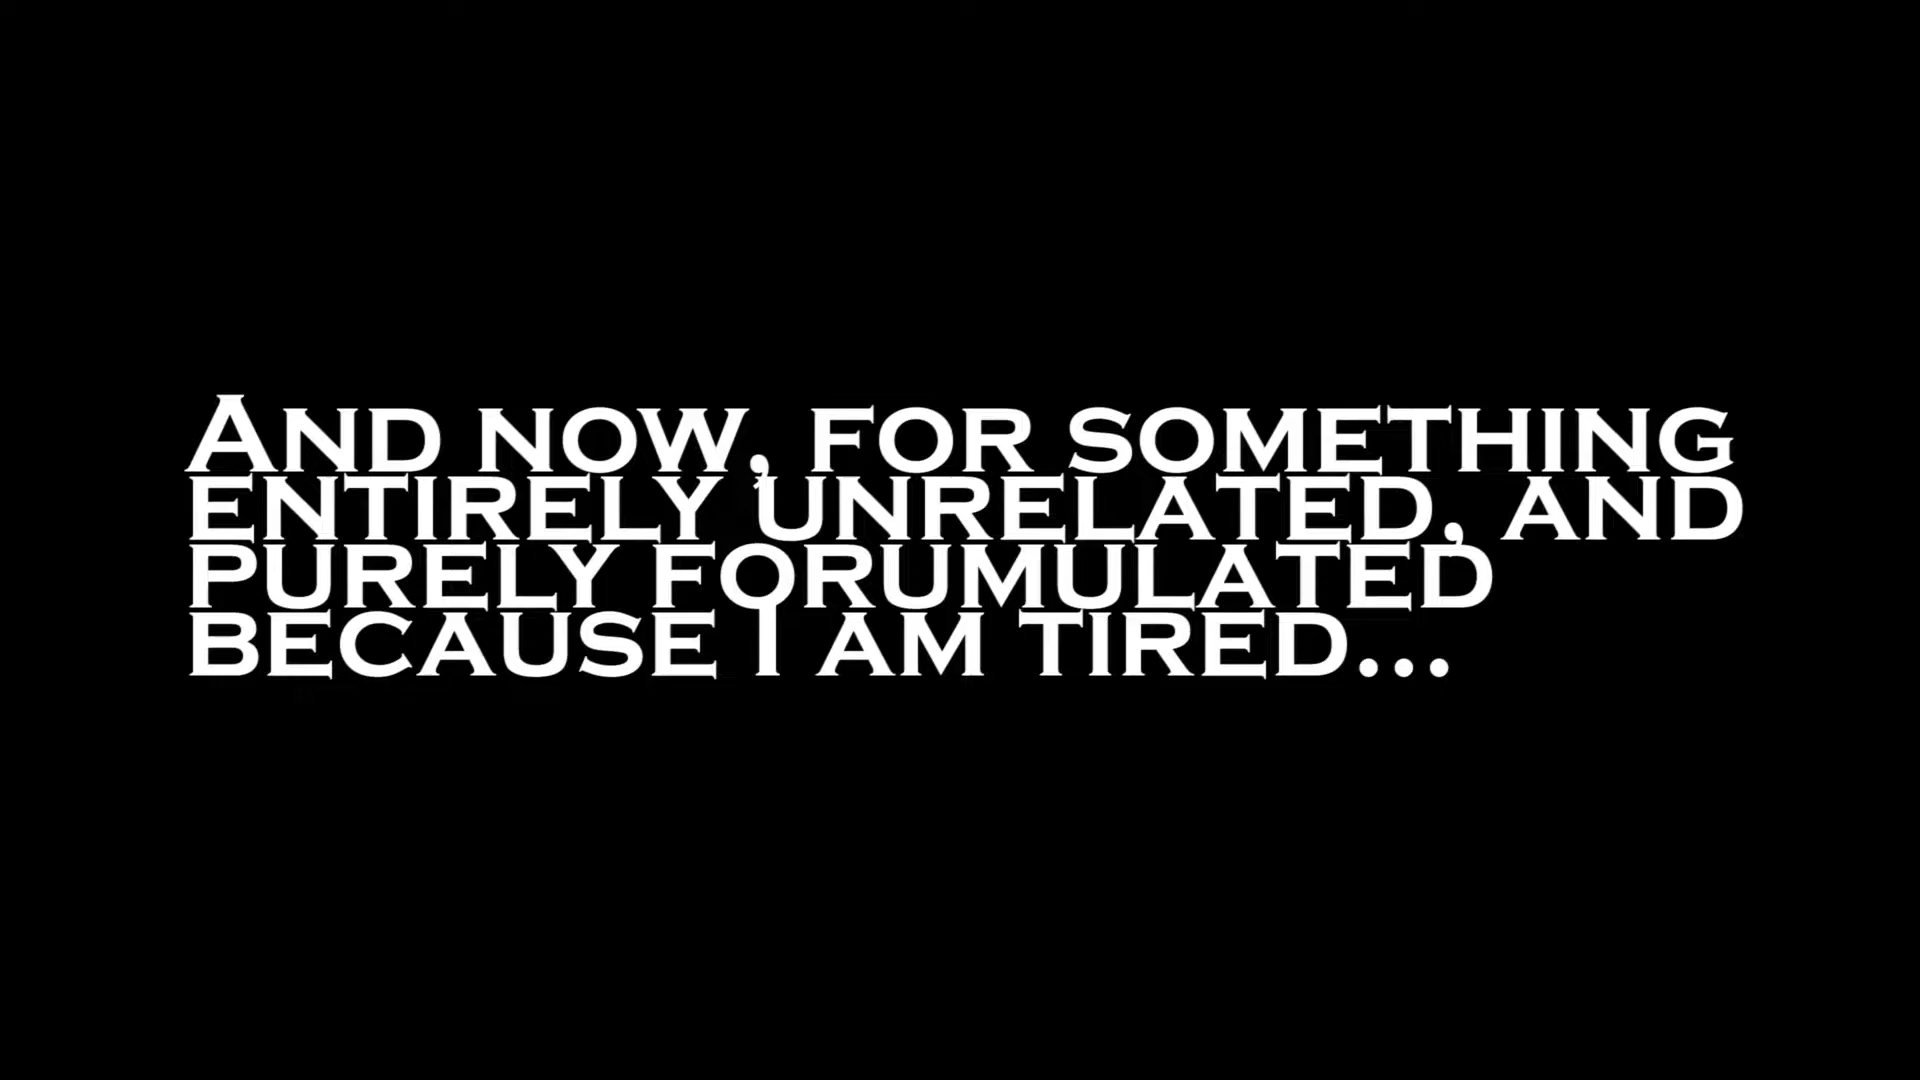 And now, for something
entirely unrelated, and
purely forumulated
because I am tired...